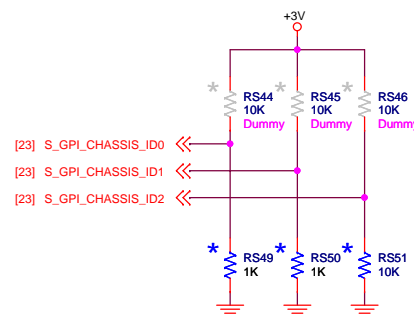 +3V
RS44 RS45 RS46
10K 10K 10K
Dummy Dummy Dummy
[23] S_GPI_CHASSIS_ID0
[23] S_GPI_CHASSIS_ID1
[23] S_GPI_CHASSIS_ID2
RS49 RS50 RS51
1K 1K 10K